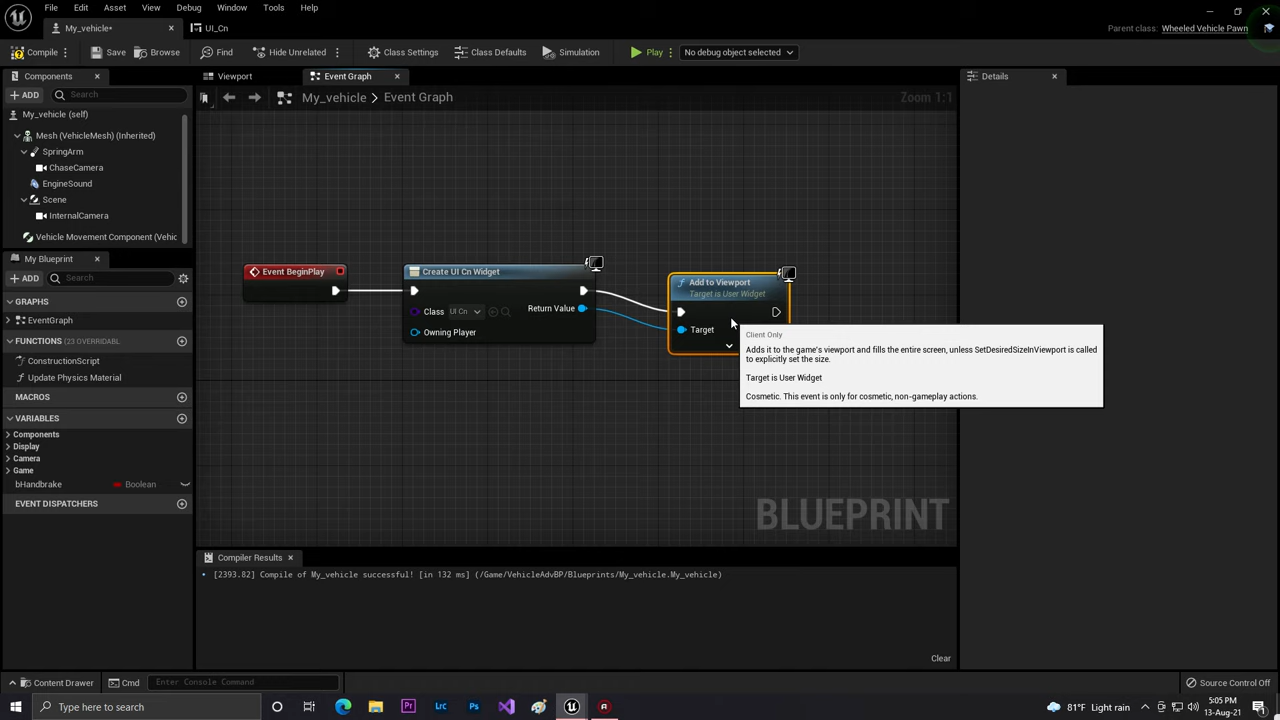 File Edit Asset View Debug Window Tools Help
My_vehicle* UI_Cn
Parent class: Wheeled Vehicle Pawn
Compile Save Browse Find Hide Unrelated Class Settings Class Defaults Simulation Play No debug object selected
Components Viewport Event Graph Details
+ ADD Search
My_vehicle > Event Graph
Zoom 1:1
My_vehicle (self)
Mesh (VehicleMesh) (Inherited)
SpringArm
ChaseCamera
EngineSound
Scene
InternalCamera
Vehicle Movement Component (Vehic
My Blueprint
+ ADD Search
GRAPHS
EventGraph
FUNCTIONS (23 OVERRIDABL
ConstructionScript
Update Physics Material
MACROS
VARIABLES
Components
Display
Camera
Game
bHandbrake Boolean
EVENT DISPATCHERS
Event BeginPlay
Create UI Cn Widget
Class UI Cn
Return Value
Owning Player
Add to Viewport
Target is User Widget
Target
Client Only
Adds it to the game's viewport and fills the entire screen, unless SetDesiredSizeInViewport is called
to explicitly set the size.
Target is User Widget
Cosmetic. This event is only for cosmetic, non-gameplay actions.
BLUEPRINT
Compiler Results
[2393.82] Compile of My_vehicle successful! [in 132 ms] (/Game/VehicleAdvBP/Blueprints/My_vehicle.My_vehicle)
Clear
Content Drawer Cmd Enter Console Command Source Control Off
Type here to search
81°F Light rain
5:05 PM
13-Aug-21